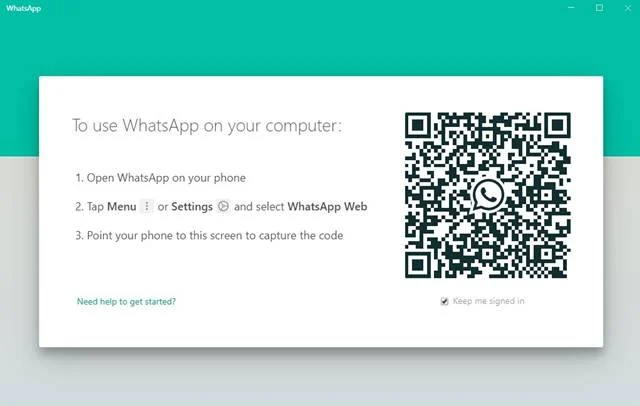 WhatsApp
To use WhatsApp on your computer:
1. Open WhatsApp on your phone
2. Tap Menu or Settings and select WhatsApp Web
3. Point your phone to this screen to capture the code
Need help to get started?
Keep me signed in